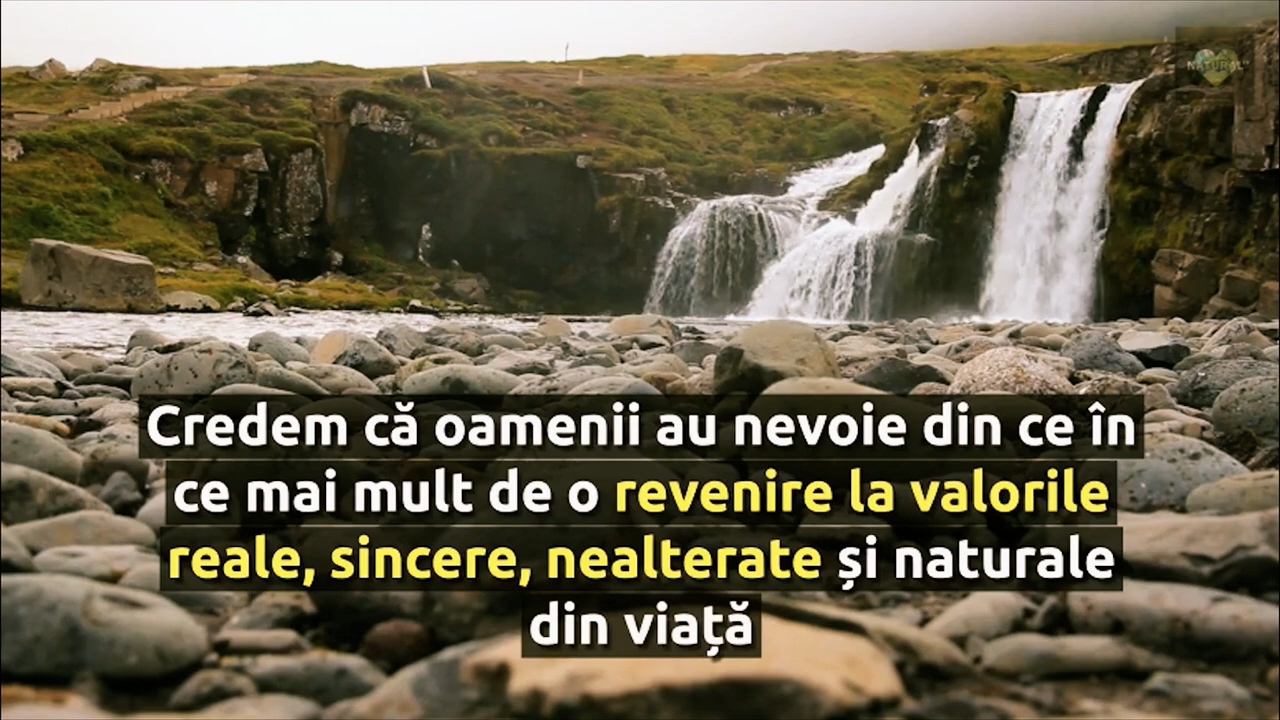 NATURAL
Credem că oamenii au nevoie din ce în
ce mai mult de o revenire la valorile
reale, sincere, nealterate și naturale
din viață